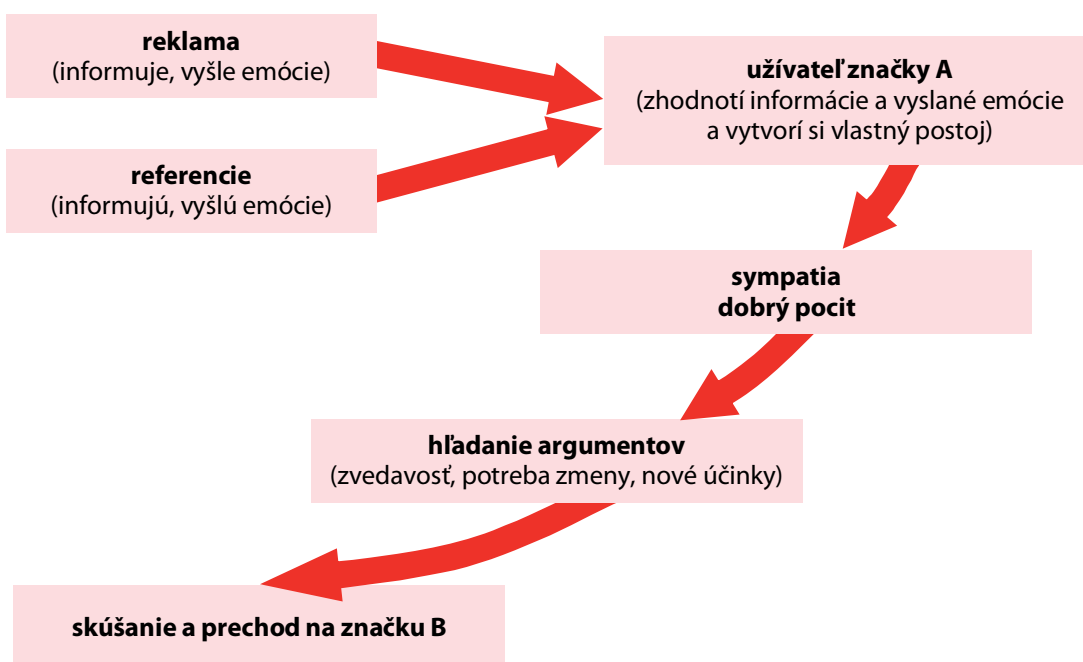 reklama
(informuje, vyšle emócie)
referencie
(informujú, vyšlú emócie)
užívateľ značky A
(zhodnotí informácie a vyslané emócie
a vytvorí si vlastný postoj)
sympatia
dobrý pocit
hľadanie argumentov
(zvedavosť, potreba zmeny, nové účinky)
skúšanie a prechod na značku B